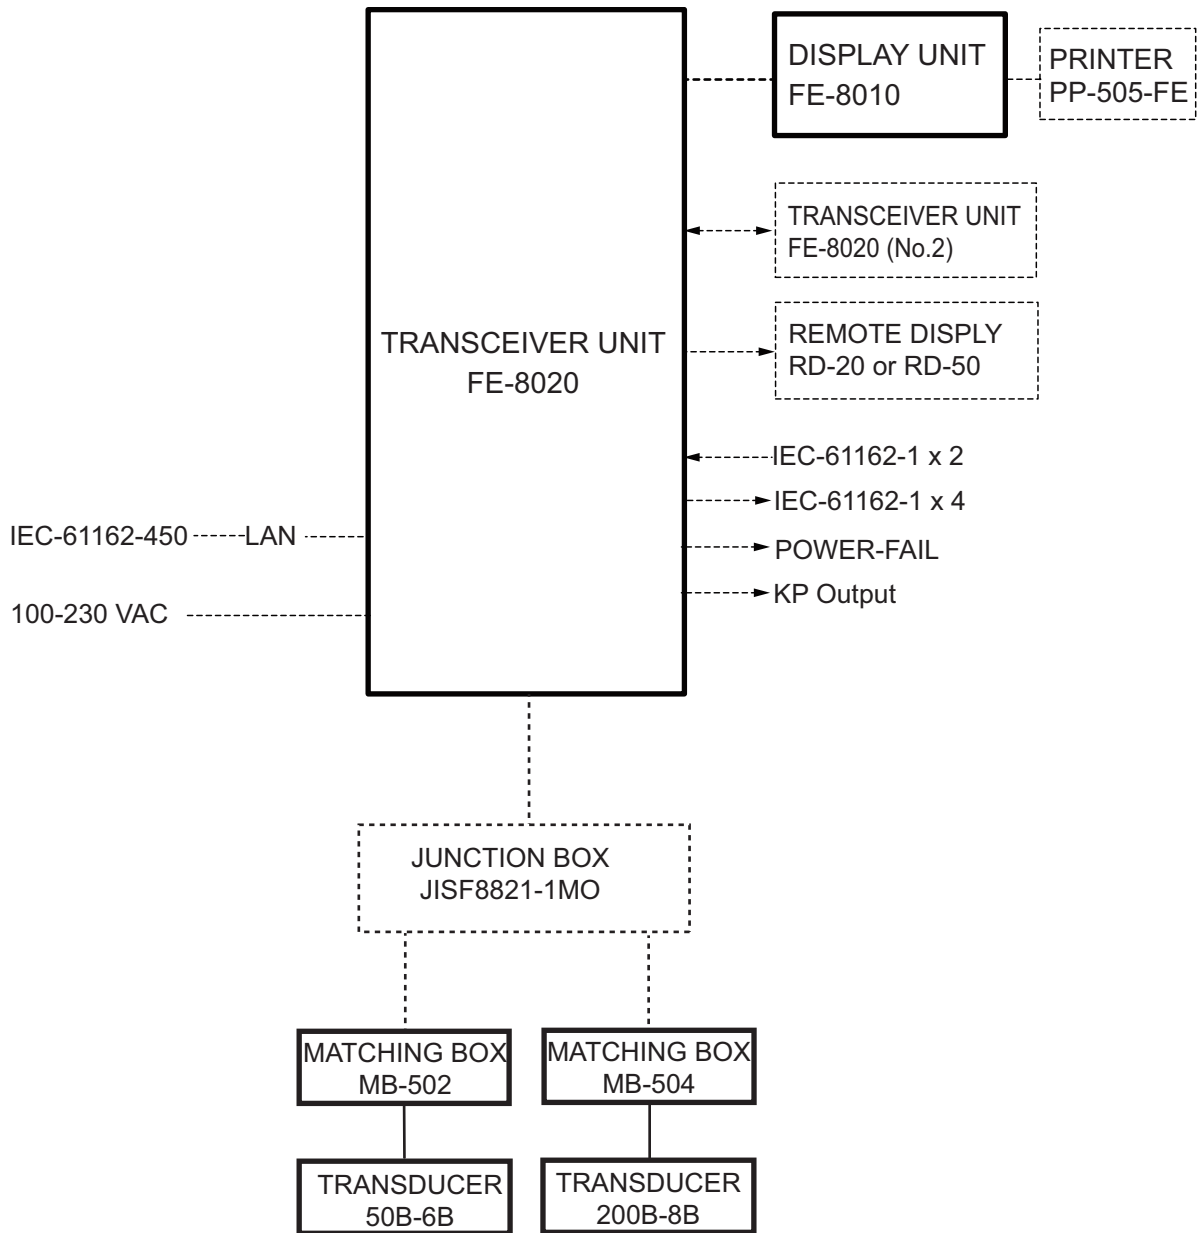 DISPLAY UNIT
FE-8010
PRINTER
PP-505-FE
TRANSCEIVER UNIT
FE-8020 (No.2)
TRANSCEIVER UNIT
FE-8020
REMOTE DISPLY
RD-20 or RD-50
IEC-61162-1 x 2
IEC-61162-1 x 4
IEC-61162-450
LAN
POWER-FAIL
KP Output
100-230 VAC
JUNCTION BOX
JISF8821-1MO
MATCHING BOX
MB-502
MATCHING BOX
MB-504
TRANSDUCER
50B-6B
TRANSDUCER
200B-8B